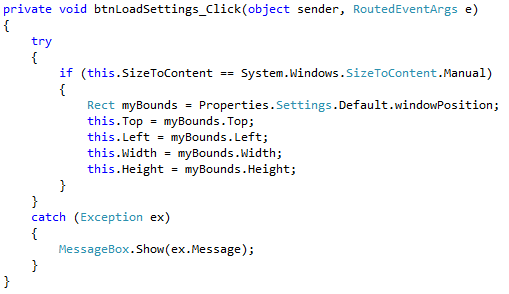 private void btnLoadSettings_Click(object sender, RoutedEventArgs e)
{
    try
    {
        if (this.SizeToContent == System.Windows.SizeToContent.Manual)
        {
            Rect myBounds = Properties.Settings.Default.windowPosition;
            this.Top = myBounds.Top;
            this.Left = myBounds.Left;
            this.Width = myBounds.Width;
            this.Height = myBounds.Height;
        }
    }
    catch (Exception ex)
    {
        MessageBox.Show(ex.Message);
    }
}